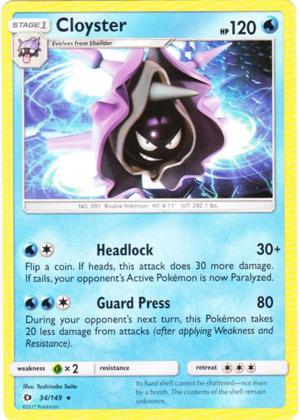 STAGE 1
Cloyster
HP 120
Evolves from Shellder
NO. 091 Bivalve Pokémon HT: 4'11" WT: 292.1 lbs.
Headlock 30+
Flip a coin. If heads, this attack does 30 more damage.
If tails, your opponent's Active Pokémon is now Paralyzed.
Guard Press 80
During your opponent's next turn, this Pokémon takes
20 less damage from attacks (after applying Weakness
and Resistance).
weakness × 2 resistance retreat
Illus. Yoshinobu Saito
34/149 ★
©2017 Pokémon
Its hard shell cannot be shattered—not even
by a bomb. The contents of the shell remain
unknown.